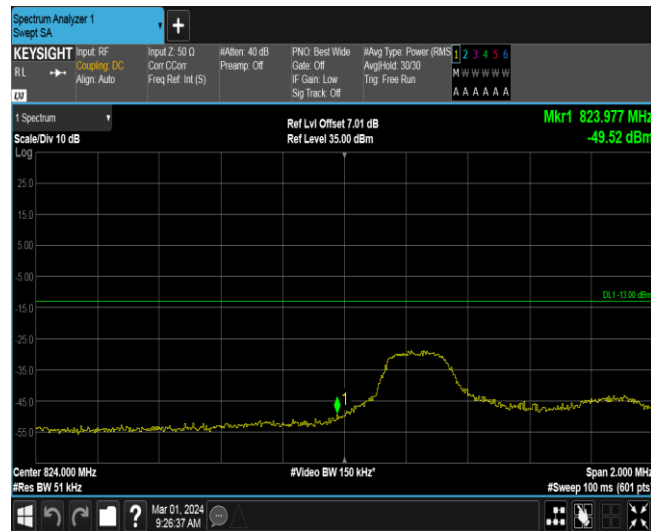 Spectrum Analyzer 1
Swept SA
+
KEYSIGHT
RL
LXI
Input: RF
Coupling: DC
Align: Auto
Input Z: 50 Ω
Corr CCorr
Freq Ref: Int (S)
#Atten: 40 dB
Preamp: Off
PNO: Best Wide
Gate: Off
IF Gain: Low
Sig Track: Off
#Avg Type: Power (RMS
Avg|Hold: 30/30
Trig: Free Run
1 2 3 4 5 6
M W W W W W
A A A A A A
1 Spectrum
Scale/Div 10 dB
Log
Ref Lvl Offset 7.01 dB
Ref Level 35.00 dBm
Mkr1 823.977 MHz
-49.52 dBm
25.0
15.0
5.00
-5.00
DL1 -13.00 dBm
-15.0
-25.0
-35.0
1
-45.0
-55.0
Center 824.000 MHz
#Res BW 51 kHz
#Video BW 150 kHz*
Span 2.000 MHz
#Sweep 100 ms (601 pts)
?
Mar 01, 2024
9:26:37 AM